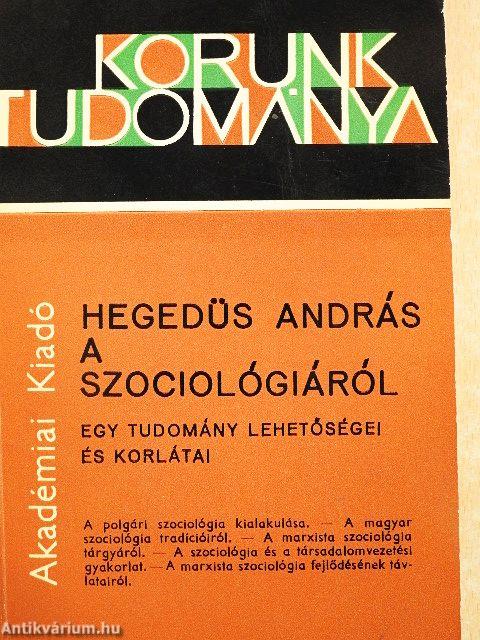 KORUNK
TUDOMÁNYA
Akadémiai Kiadó
HEGEDÜS ANDRÁS
A
SZOCIOLÓGIÁRÓL
EGY TUDOMÁNY LEHETŐSÉGEI
ÉS KORLÁTAI
A polgári szociológia kialakulása. — A magyar
szociológia tradícióiról. — A marxista szociológia
tárgyáról. — A szociológia és a társadalomvezetési
gyakorlat. — A marxista szociológia fejlődésének táv-
latairól.
Antikvárium.hu